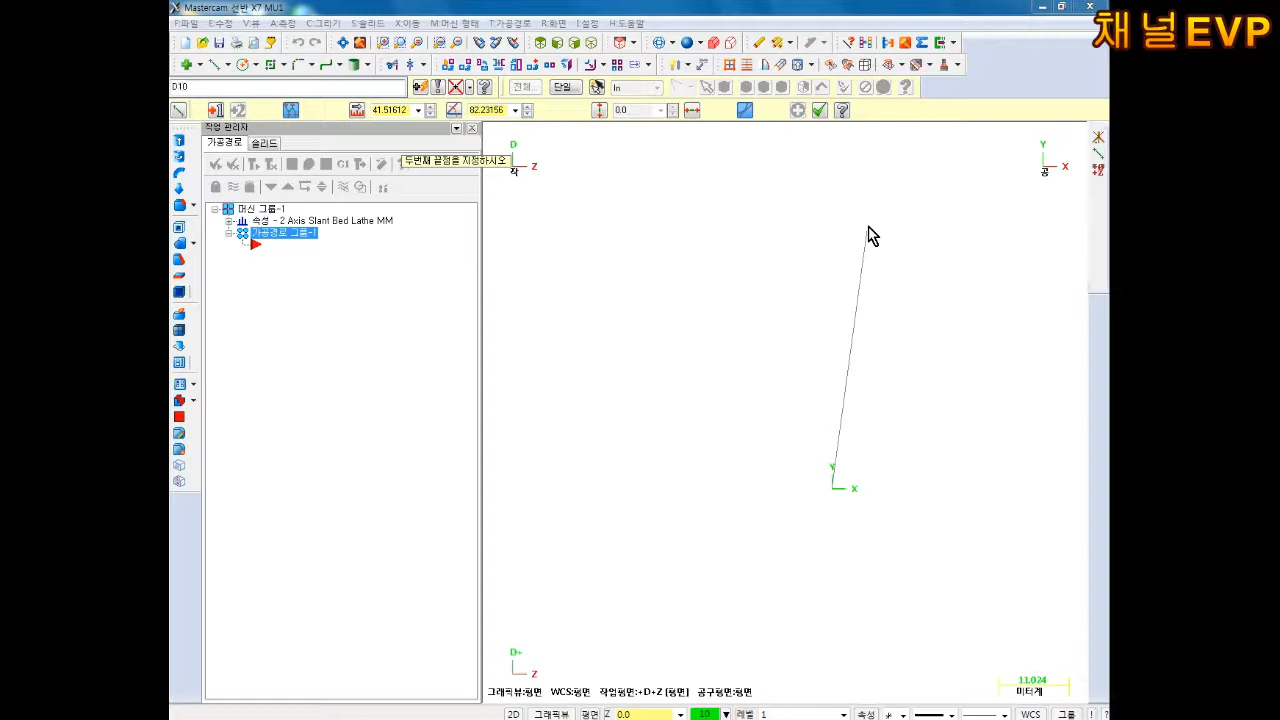 Mastercam 선반 X7 MU1
채널EVP
F:파일 E:수정 V:뷰 A:측정 C:그리기 S:솔리드 X:이동 M:머신 형태 T:가공경로 R:화면 I:설정 H:도움말
D10
전체... 단일... In
41.51612 82.23156 0.0
작업 관리자
가공경로 솔리드
두번째 끝점을 지정하시오
머신 그룹-1
속성 - 2 Axis Slant Bed Lathe MM
가공경로 그룹-1
D
Z
작
Y
X
공
Y
X
D+
Z
11.024
미터계
그래픽뷰:평면 WCS:평면 작업평면:+D+Z [평면] 공구평면:평면
2D 그래픽뷰 평면 Z 0.0 10 레벨 1 속성 WCS 그룹 ! ?